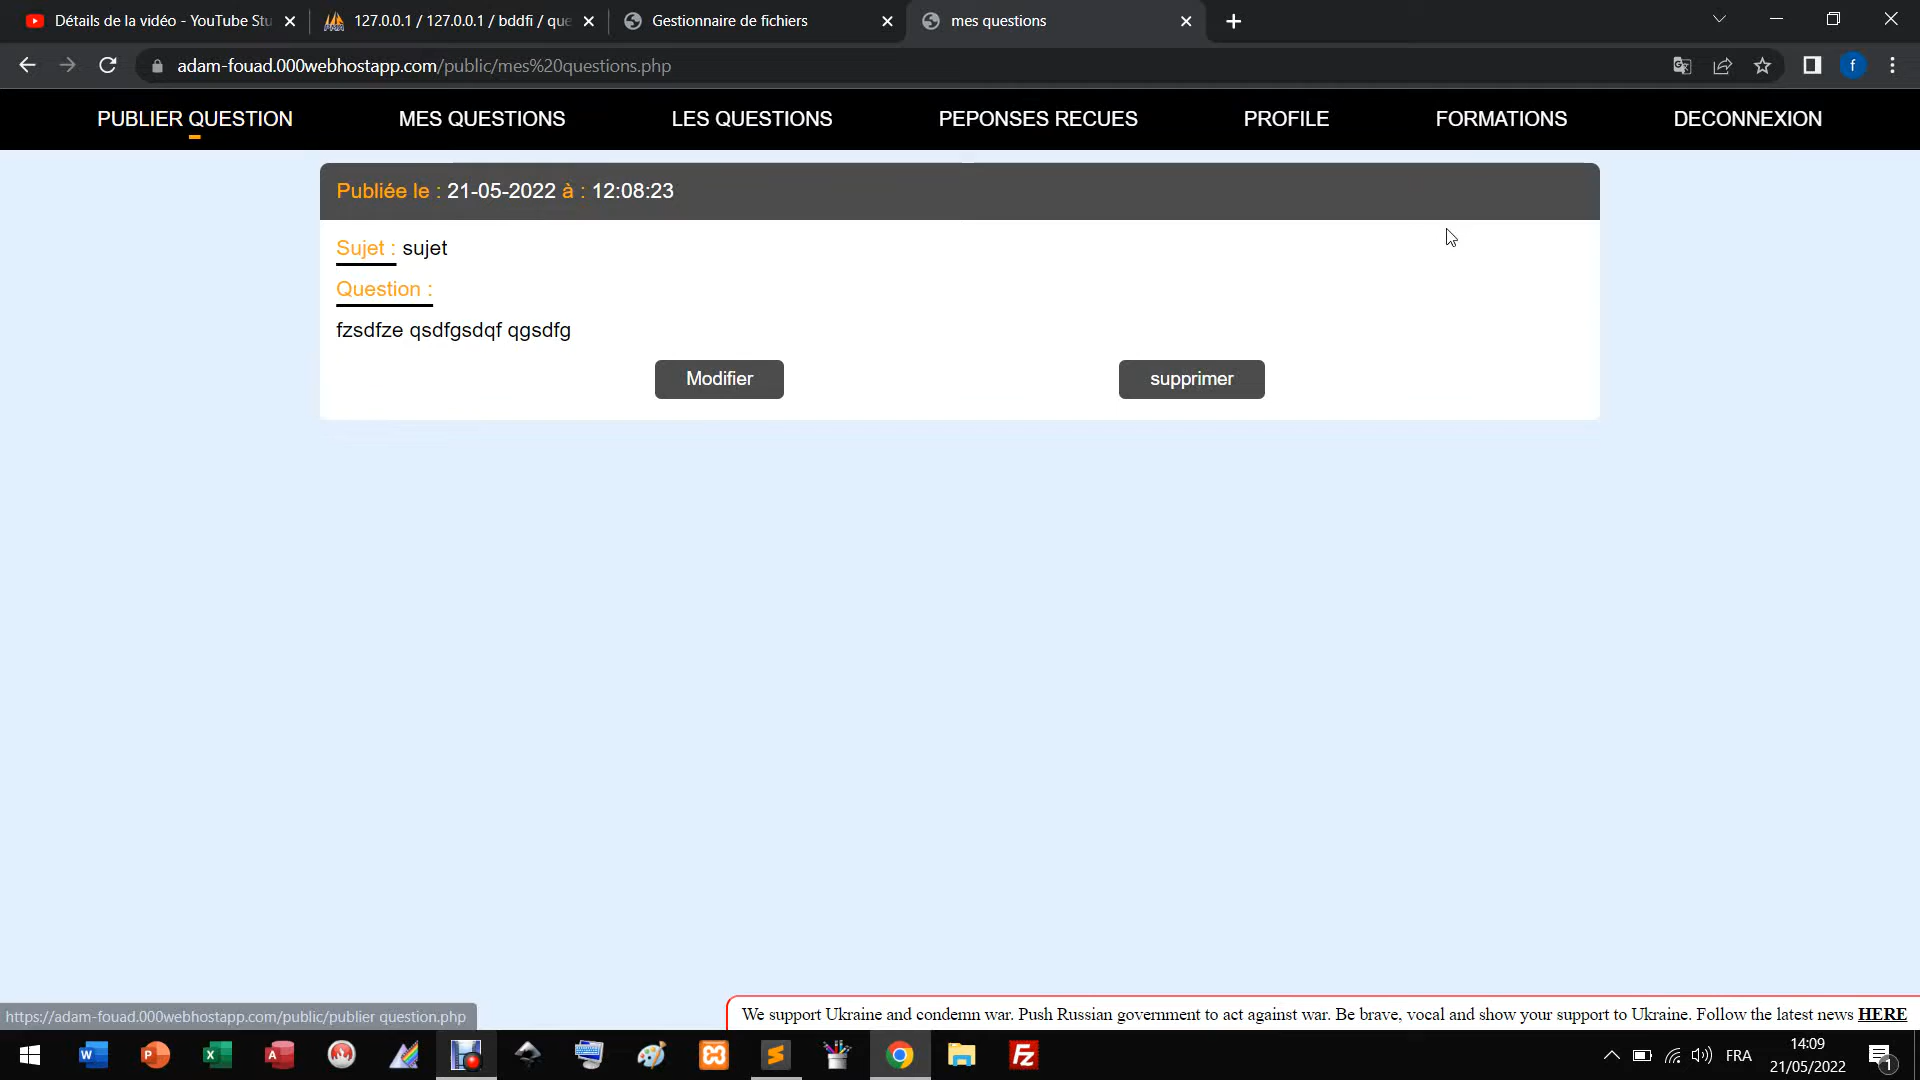 Détails de la vidéo - YouTube Stu
127.0.0.1 / 127.0.0.1 / bddfi / que
Gestionnaire de fichiers
mes questions
adam-fouad.000webhostapp.com/public/mes%20questions.php
f
PUBLIER QUESTION
MES QUESTIONS
LES QUESTIONS
PEPONSES RECUES
PROFILE
FORMATIONS
DECONNEXION
Publiée le : 21-05-2022 à : 12:08:23
Sujet : sujet
Question :
fzsdfze qsdfgsdqf qgsdfg
Modifier
supprimer
https://adam-fouad.000webhostapp.com/public/publier question.php
We support Ukraine and condemn war. Push Russian government to act against war. Be brave, vocal and show your support to Ukraine. Follow the latest news HERE
FRA
14:09
21/05/2022
1